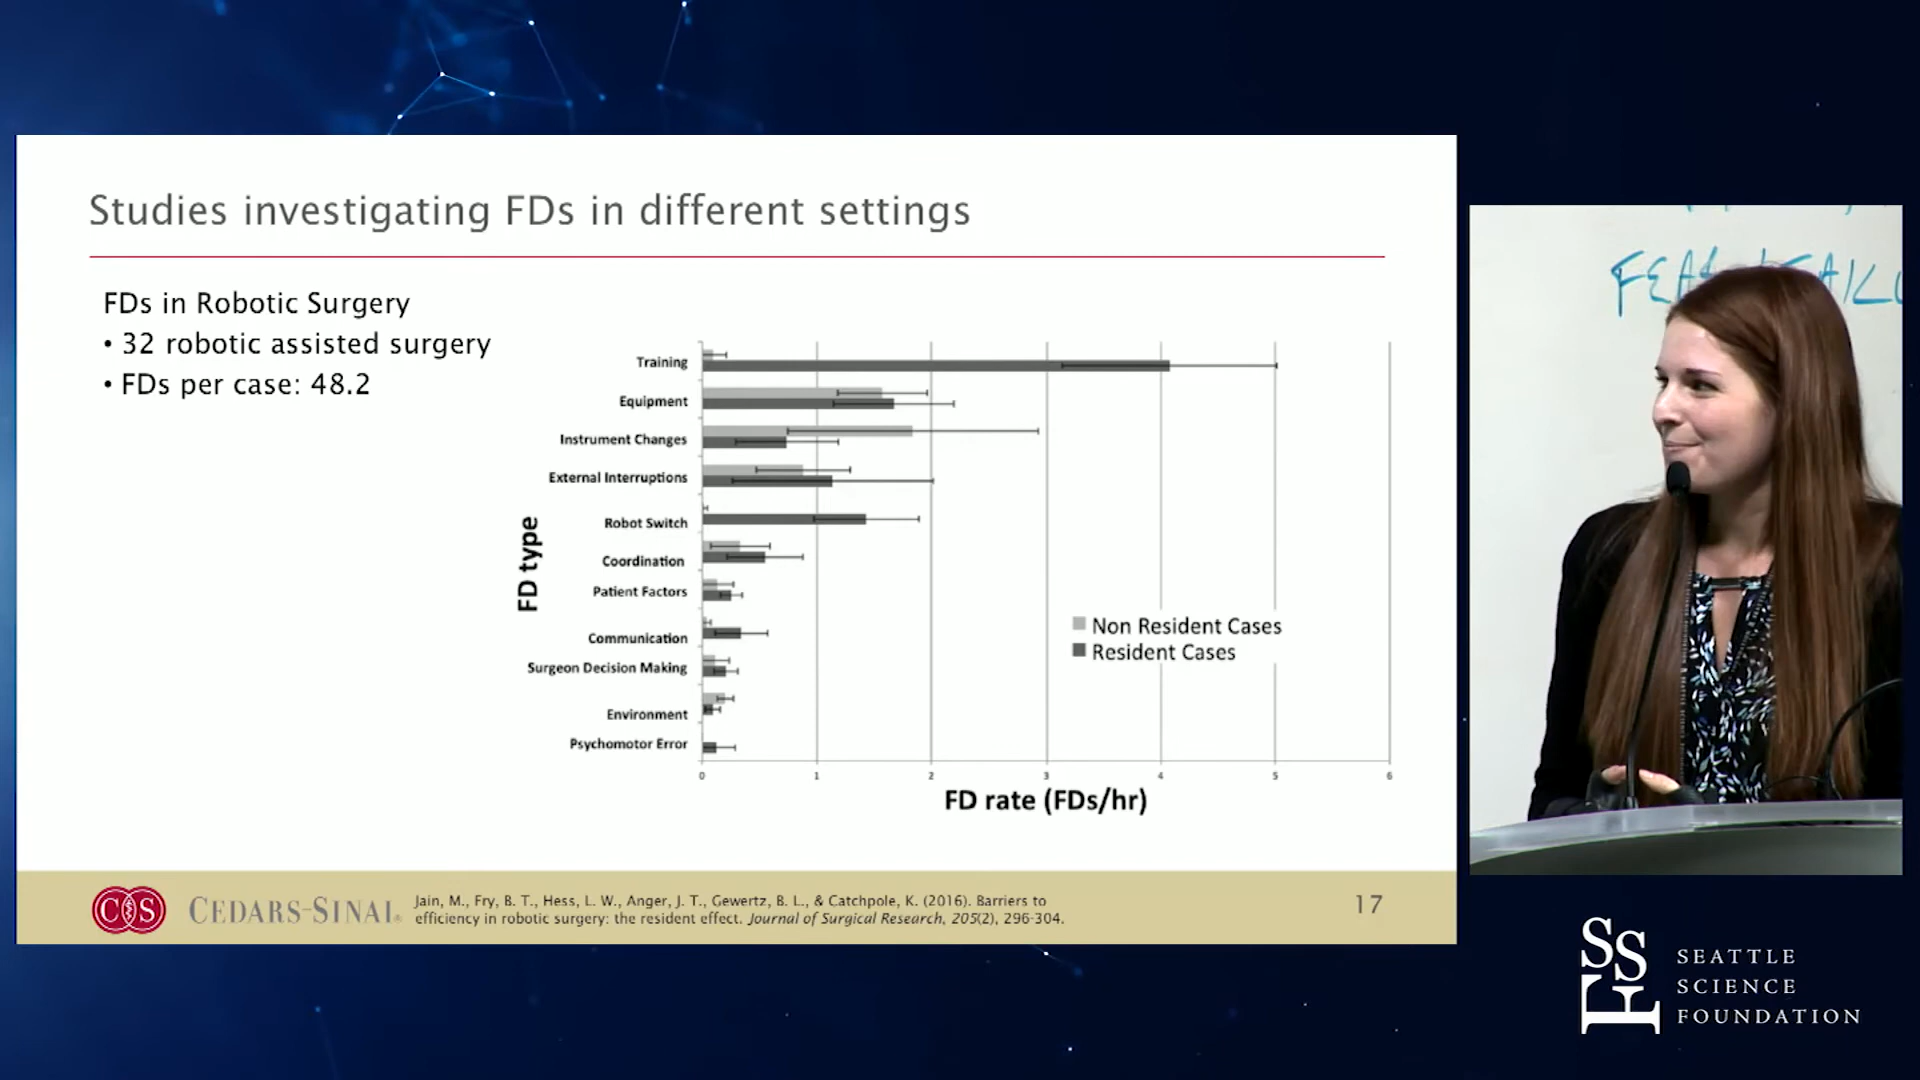 Studies investigating FDs in different settings
FDs in Robotic Surgery
• 32 robotic assisted surgery
• FDs per case: 48.2
FD type
Training
Equipment
Instrument Changes
External Interruptions
Robot Switch
Coordination
Patient Factors
Communication
Surgeon Decision Making
Environment
Psychomotor Error
Non Resident Cases
Resident Cases
0 1 2 3 4 5 6
FD rate (FDs/hr)
CS CEDARS-SINAI®
Jain, M., Fry, B. T., Hess, L. W., Anger, J. T., Gewertz, B. L., & Catchpole, K. (2016). Barriers to
efficiency in robotic surgery: the resident effect. Journal of Surgical Research, 205(2), 296-304.
17
SSF
SEATTLE
SCIENCE
FOUNDATION